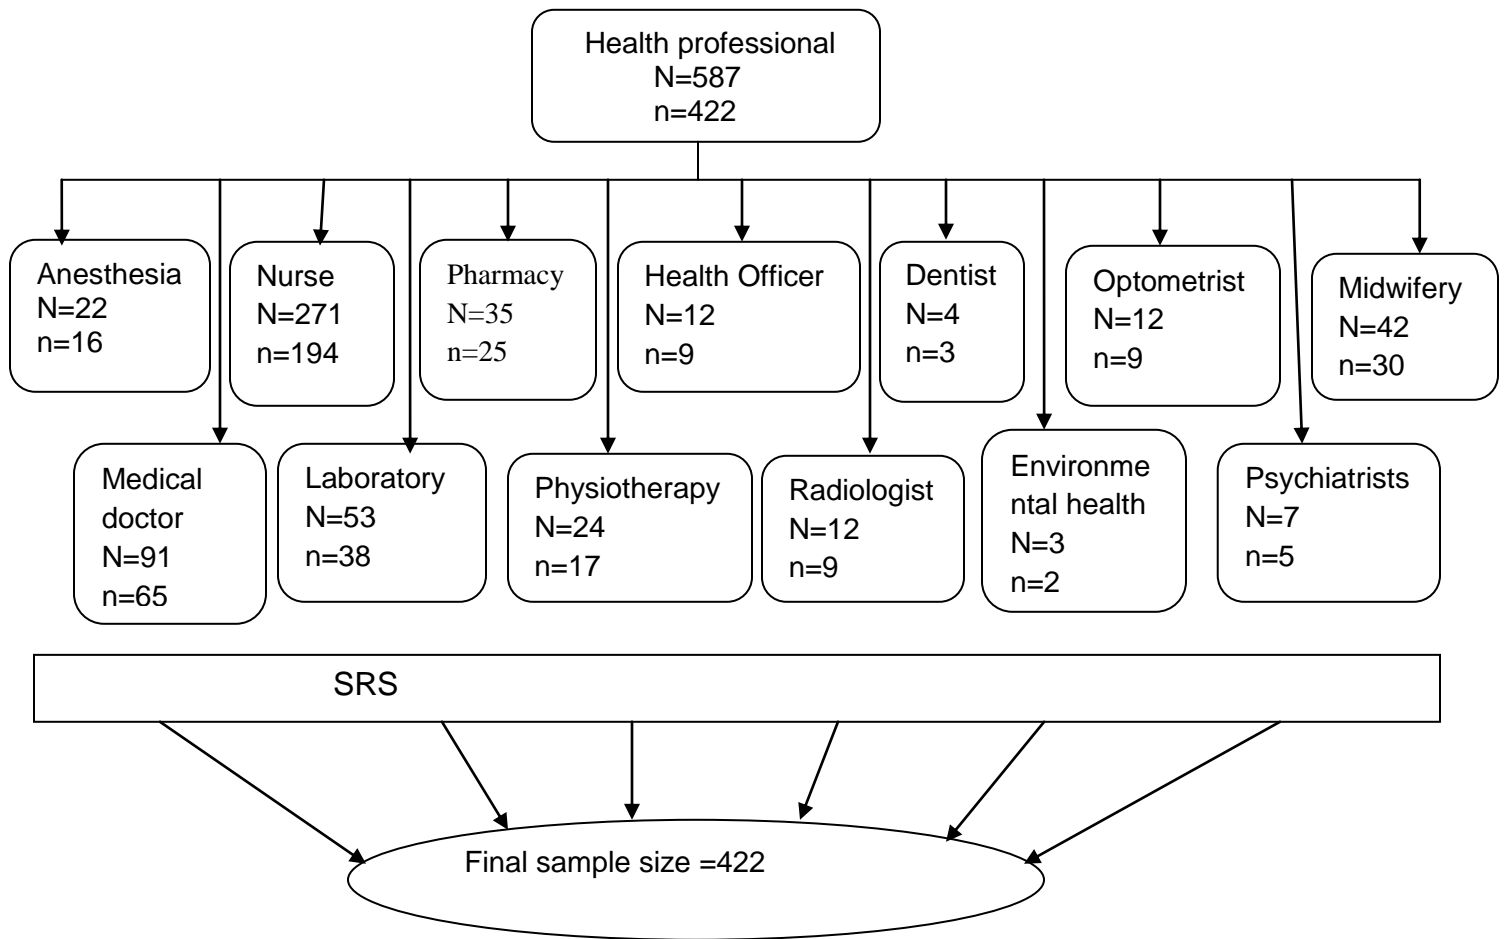 Health professional
N=587
n=422
Anesthesia
N=22
n=16
Nurse
N=271
n=194
Pharmacy
N=35
n=25
Health Officer
N=12
n=9
Dentist
N=4
n=3
Optometrist
N=12
n=9
Midwifery
N=42
n=30
Medical
doctor
N=91
n=65
Laboratory
N=53
n=38
Physiotherapy
N=24
n=17
Radiologist
N=12
n=9
Environme
ntal health
N=3
n=2
Psychiatrists
N=7
n=5
SRS
Final sample size =422